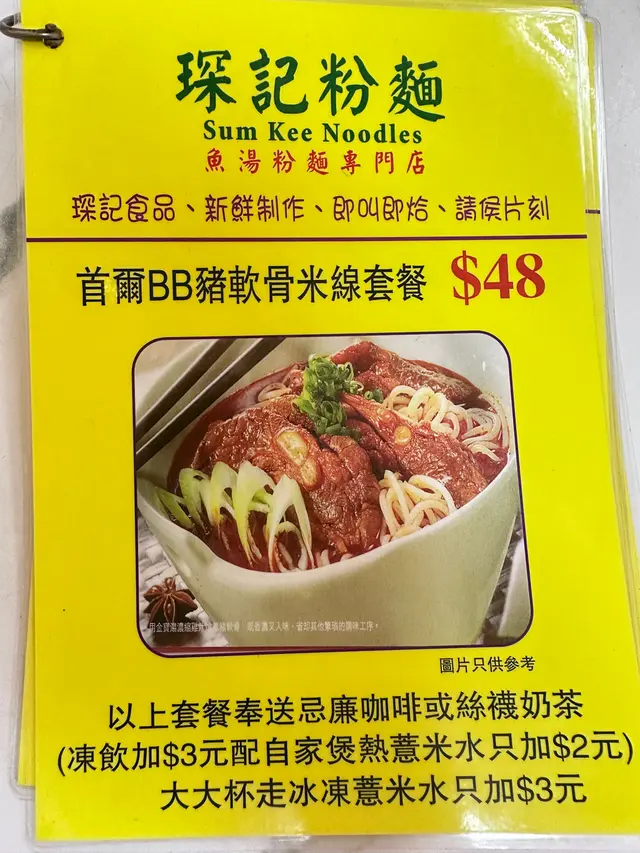 琛記粉麵
Sum Kee Noodles
魚湯粉麵專門店
琛記食品、新鮮制作、即叫即烚、請侯片刻
首爾BB豬軟骨米線套餐 $48
圖片只供參考
以上套餐奉送忌廉咖啡或絲襪奶茶
(凍飲加$3元配自家煲熱薏米水只加$2元)
大大杯走冰凍薏米水只加$3元